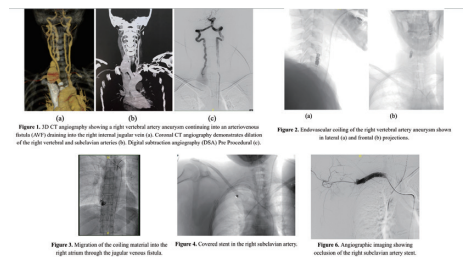 (a)
(b)
(c)
Figure 1. 3D CT angiography showing a right vertebral artery aneurysm continuing into an arteriovenous
fistula (AVF) draining into the right internal jugular vein (a). Coronal CT angiography demonstrates dilation
of the right vertebral and subclavian arteries (b). Digital subtraction angiography (DSA) Pre Procedural (c).
(a)
(b)
Figure 2. Endovascular coiling of the right vertebral artery aneurysm shown
in lateral (a) and frontal (b) projections.
Figure 3. Migration of the coiling material into the
right atrium through the jugular venous fistula.
Figure 4. Covered stent in the right subclavian artery.
Figure 6. Angiographic imaging showing
occlusion of the right subclavian artery stent.